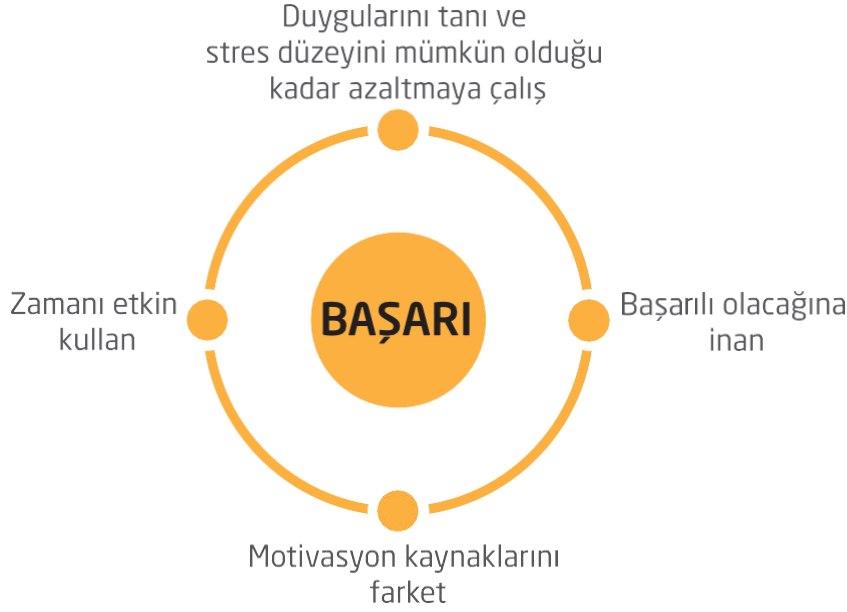 Duygularını tanı ve
stres düzeyini mümkün olduğu
kadar azaltmaya çalış
Zamanı etkin
kullan
BAŞARI
Başarılı olacağına
inan
Motivasyon kaynaklarını
farket